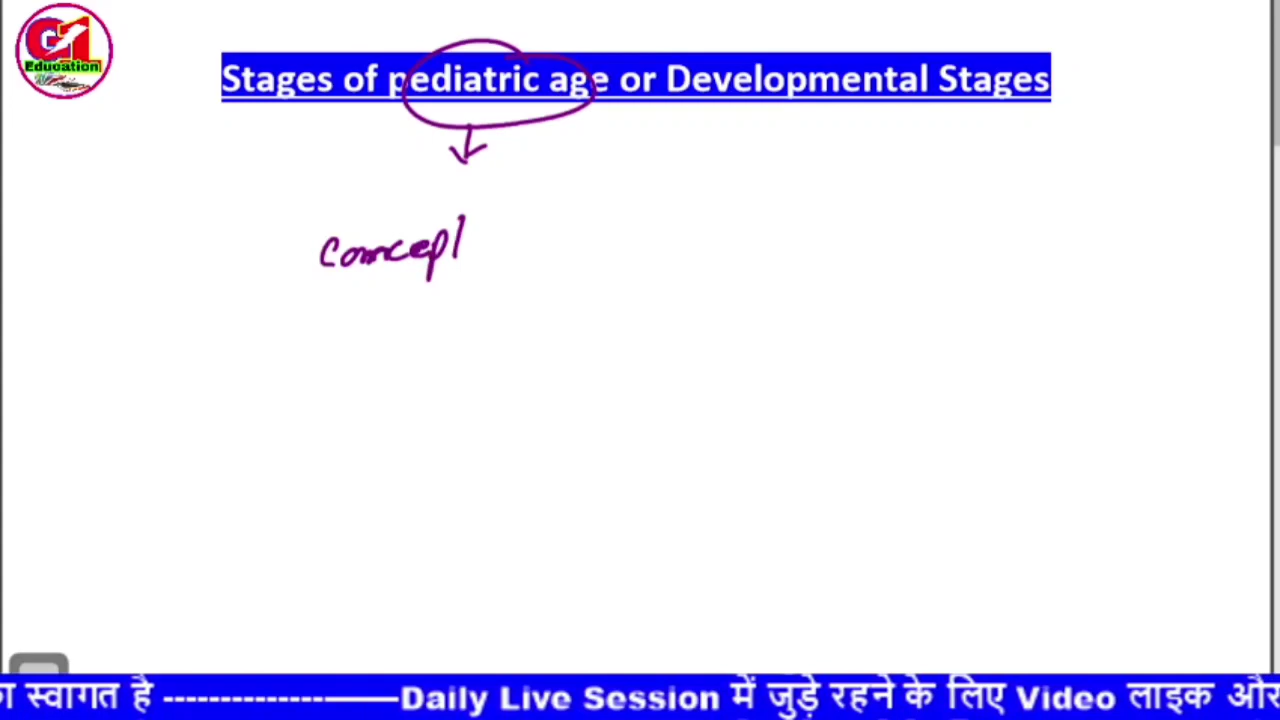 G1
Education
Stages of pediatric age or Developmental Stages
concept
का स्वागत है ---------------------Daily Live Session में जुड़े रहने के लिए Video लाइक और